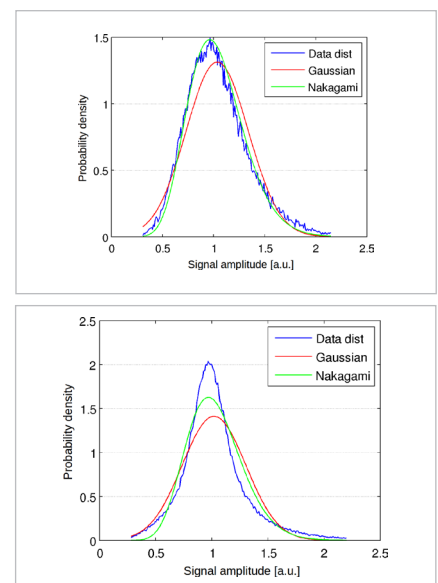 1.5
Data dist
Gaussian
1
Nakagami
Probability density
0.5
0
0 0.5 1 1.5 2 2.5
Signal amplitude [a.u.]
2.5
Data dist
2
Gaussian
Nakagami
1.5
Probability density
1
0.5
0
0 0.5 1 1.5 2 2.5
Signal amplitude [a.u.]